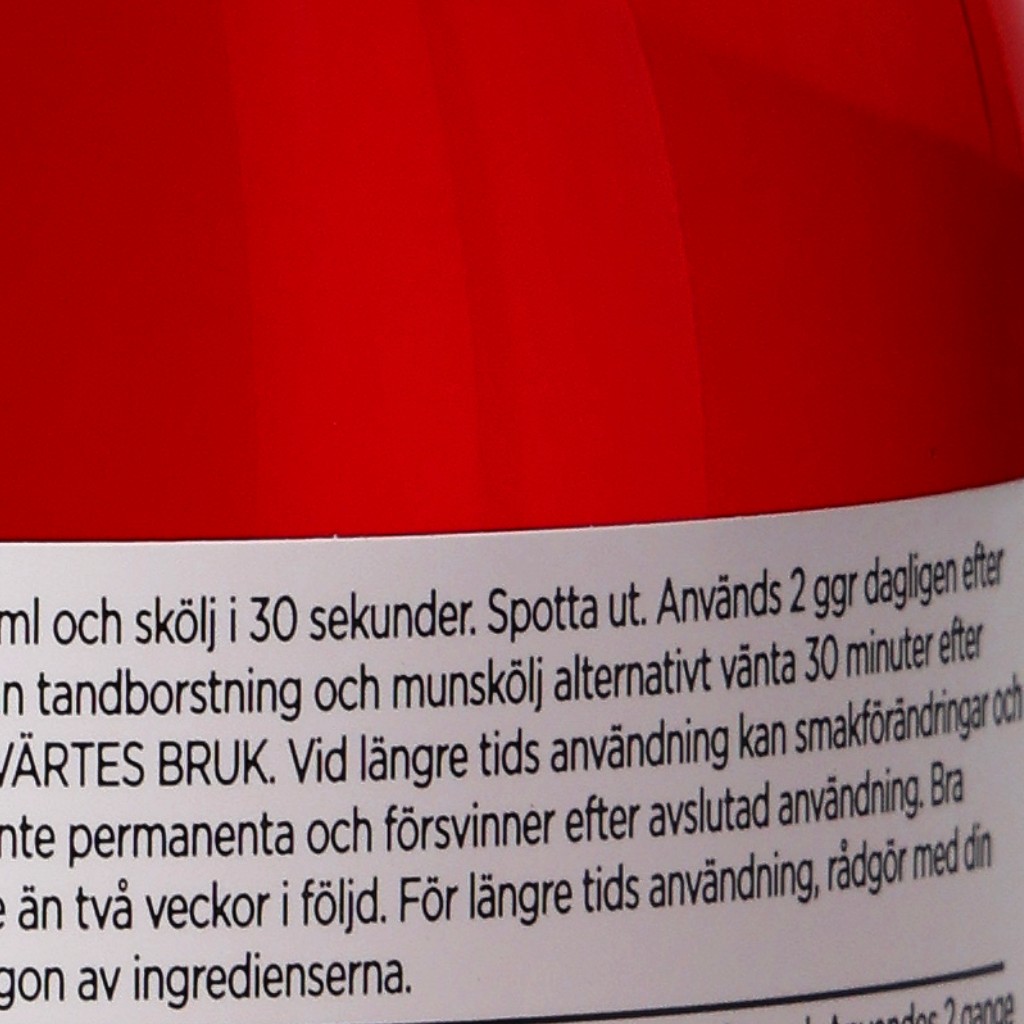 ml och skölj i 30 sekunder. Spotta ut. Används 2 ggr dagligen efter
n tandborstning och munskölj alternativt vänta 30 minuter efter
VÄRTES BRUK. Vid längre tids användning kan smakförändringar och
nte permanenta och försvinner efter avslutad användning. Bra
e än två veckor i följd. För längre tids användning, rådgör med din
gon av ingredienserna.
2 gange